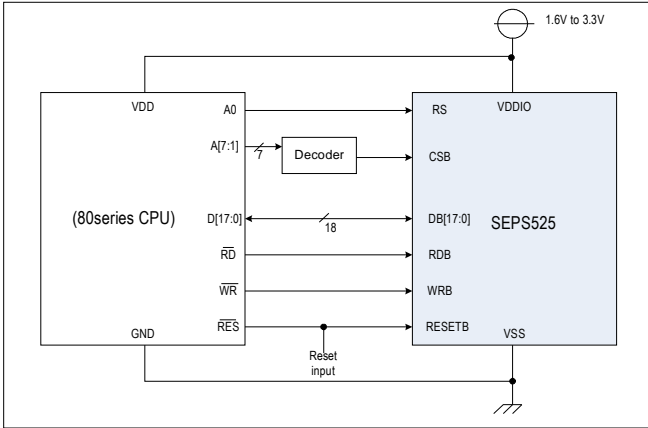 1.6V to 3.3V
VDD
A0
RS
VDDIO
A[7:1]
7
Decoder
CSB
(80series CPU)
D[17:0]
18
DB[17:0]
SEPS525
RD
RDB
WR
WRB
RES
RESETB
GND
Reset
input
VSS